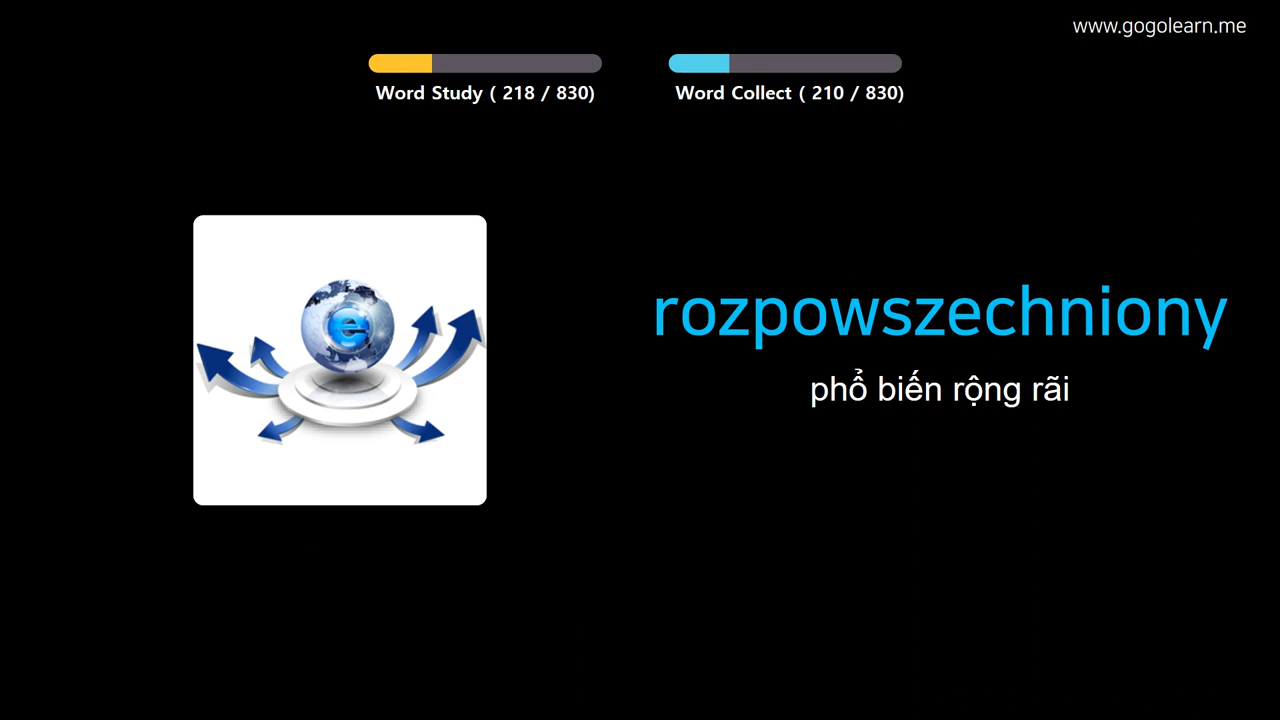 www.gogolearn.me
Word Study ( 218 / 830)
Word Collect ( 210 / 830)
e
rozpowszechniony
phổ biến rộng rãi